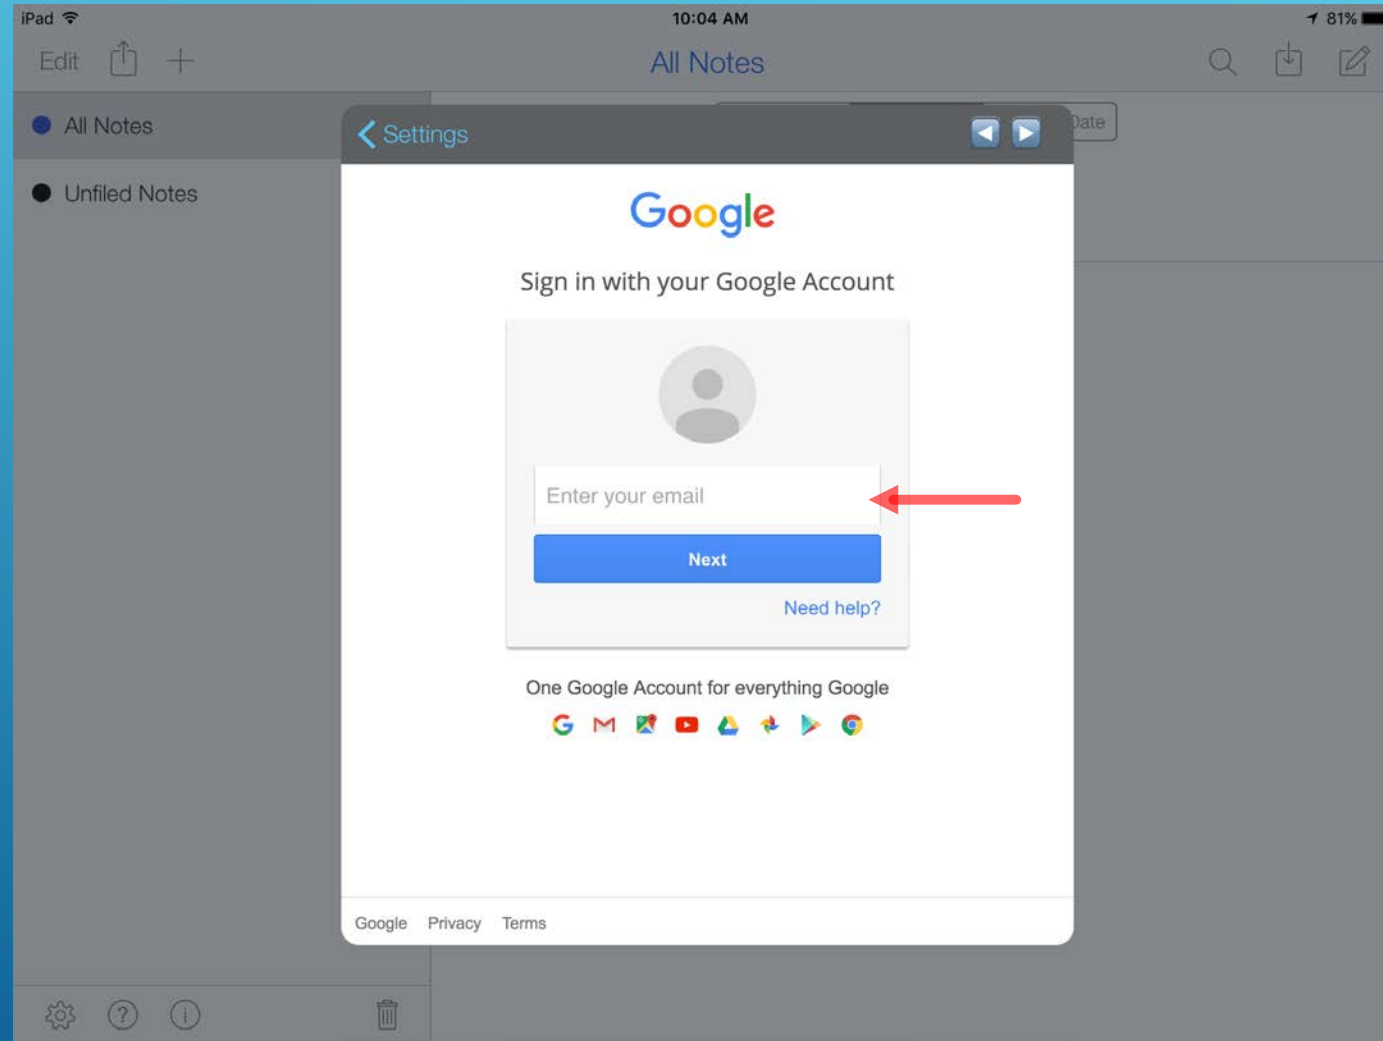 iPad 10:04 AM 81%
Edit All Notes
All Notes
Date
Settings
Unfiled Notes
Google
Sign in with your Google Account
Enter your email
Next
Need help?
One Google Account for everything Google
Google Privacy Terms